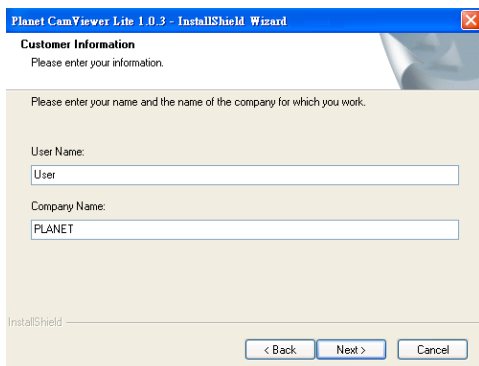 Planet CamViewer Lite 1.0.3 - InstallShield Wizard
Customer Information
Please enter your information.
Please enter your name and the name of the company for which you work.
User Name:
User
Company Name:
PLANET
InstallShield
< Back Next > Cancel